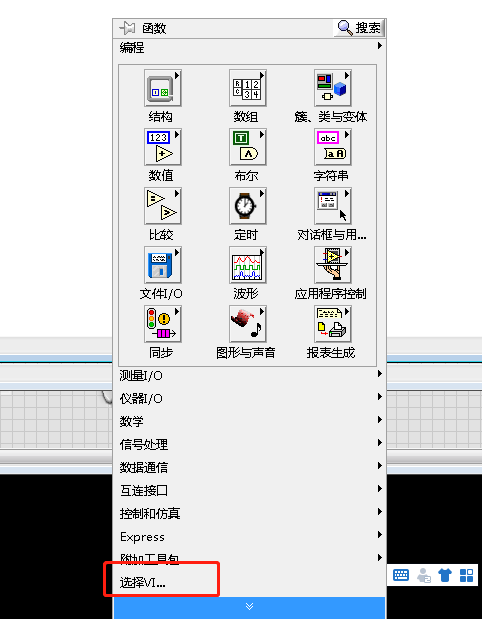 函数 搜索
编程
结构 数组 簇、类与变体
数值 布尔 字符串
比较 定时 对话框与用...
文件I/O 波形 应用程序控制
同步 图形与声音 报表生成
测量I/O
仪器I/O
数学
信号处理
数据通信
互连接口
控制和仿真
Express
附加工具包
选择VI...